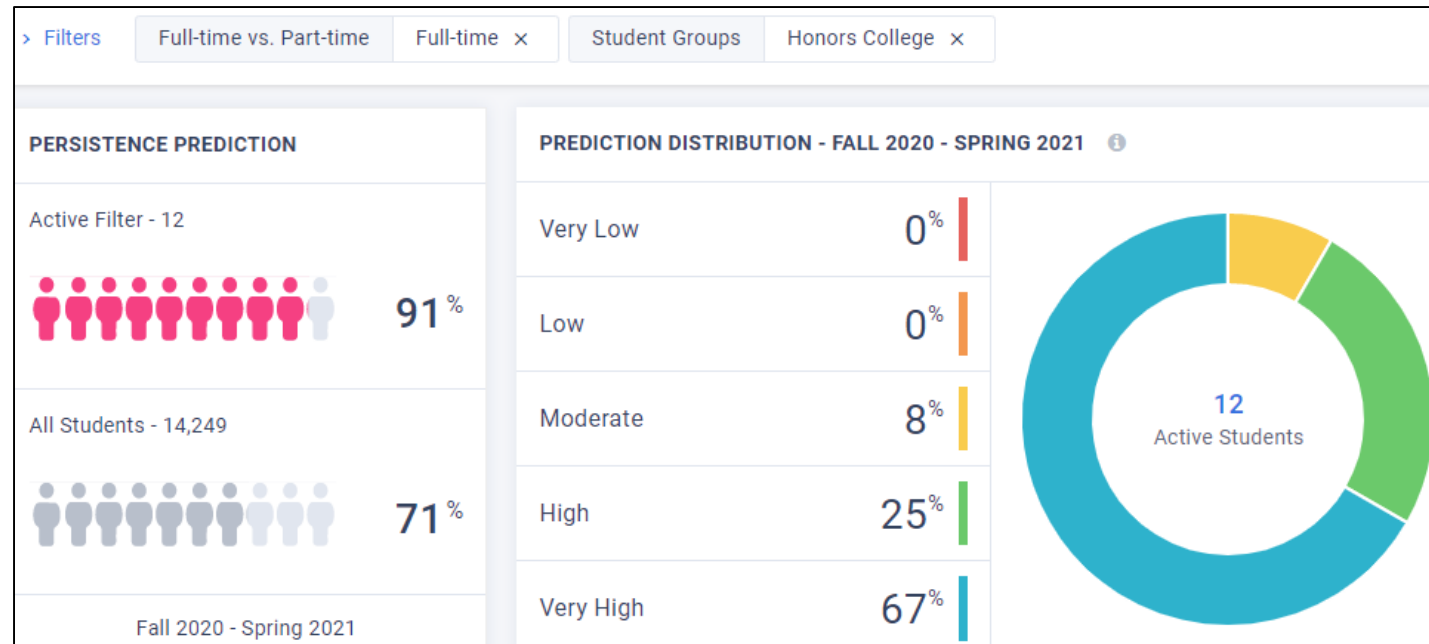 › Filters Full-time vs. Part-time Full-time × Student Groups Honors College ×
PERSISTENCE PREDICTION
Active Filter - 12
91%
All Students - 14,249
71%
Fall 2020 - Spring 2021
PREDICTION DISTRIBUTION - FALL 2020 - SPRING 2021
Very Low 0%
Low 0%
Moderate 8%
High 25%
Very High 67%
12
Active Students